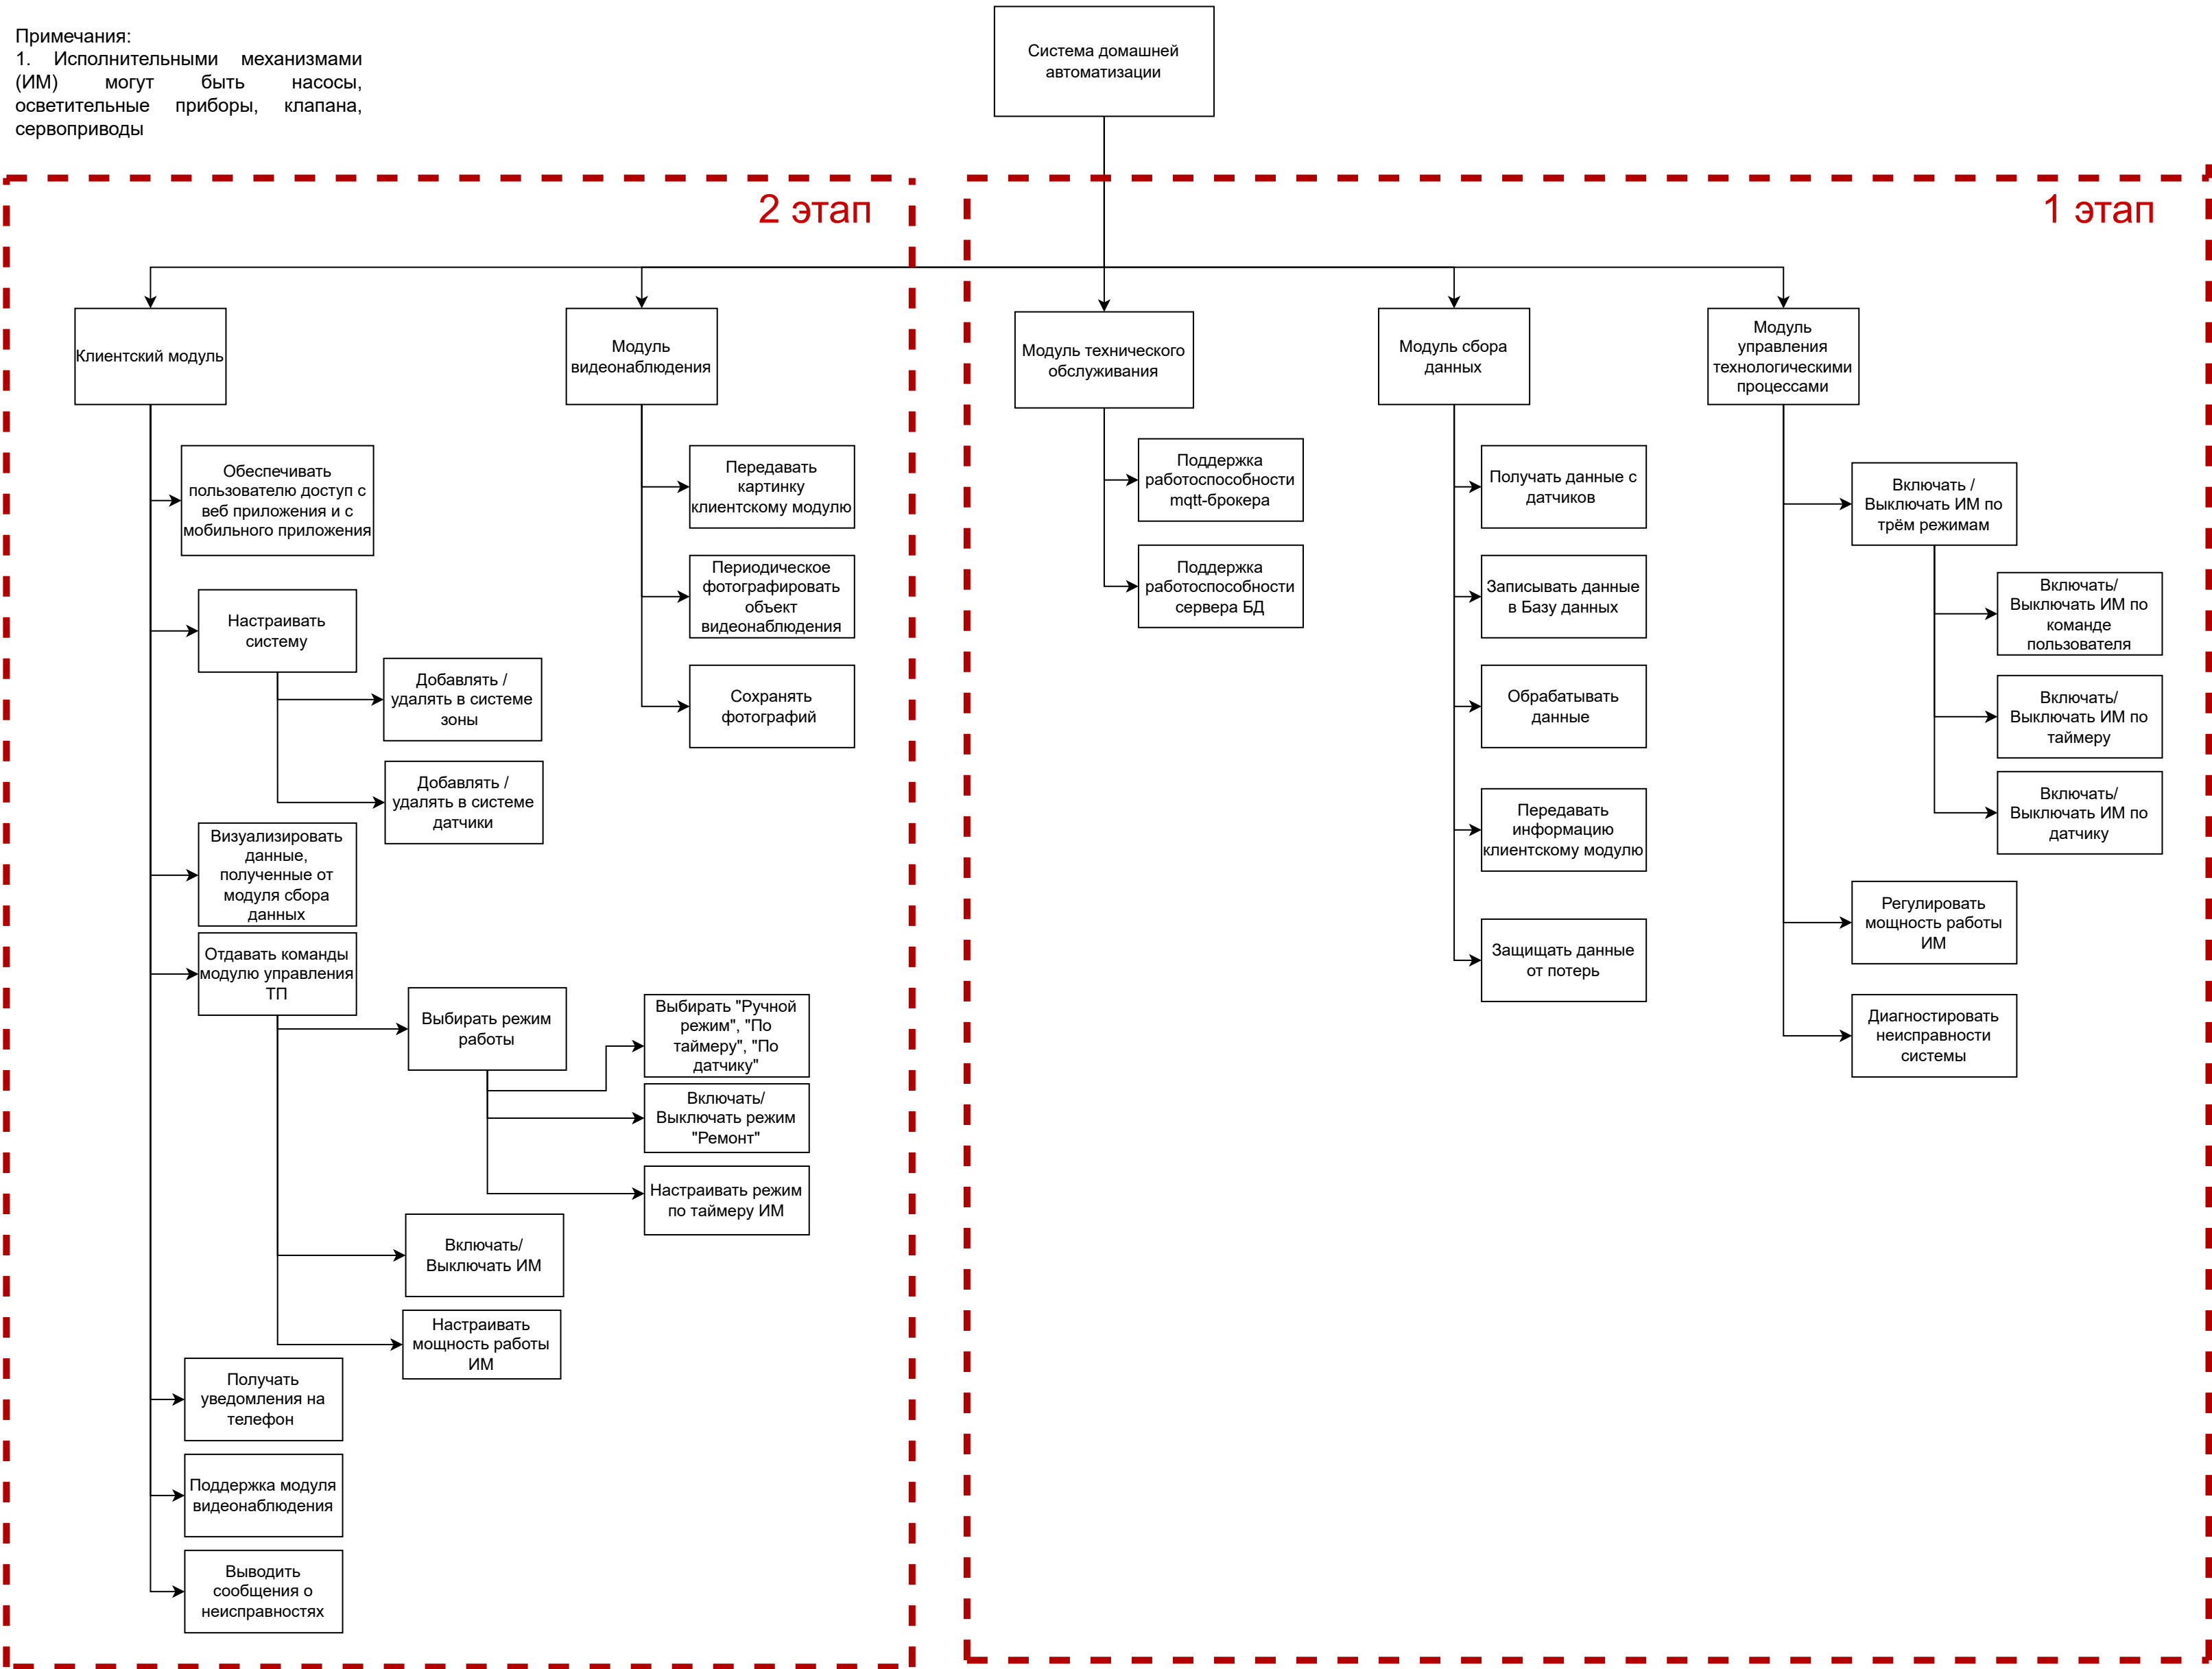 Примечания:
1. Исполнительными механизмами
(ИМ) могут быть насосы,
осветительные приборы, клапана,
сервоприводы
Система домашней
автоматизации
2 этап
1 этап
Клиентский модуль
Обеспечивать
пользователю доступ с
веб приложения и с
мобильного приложения
Настраивать
систему
Добавлять /
удалять в системе
зоны
Добавлять /
удалять в системе
датчики
Визуализировать
данные,
полученные от
модуля сбора
данных
Отдавать команды
модулю управления
ТП
Выбирать режим
работы
Выбирать "Ручной
режим", "По
таймеру", "По
датчику"
Включать/
Выключать режим
"Ремонт"
Настраивать режим
по таймеру ИМ
Включать/
Выключать ИМ
Настраивать
мощность работы
ИМ
Получать
уведомления на
телефон
Поддержка модуля
видеонаблюдения
Выводить
сообщения о
неисправностях
Модуль
видеонаблюдения
Передавать
картинку
клиентскому модулю
Периодическое
фотографировать
объект
видеонаблюдения
Сохранять
фотографий
Модуль технического
обслуживания
Поддержка
работоспособности
mqtt-брокера
Поддержка
работоспособности
сервера БД
Модуль сбора
данных
Получать данные с
датчиков
Записывать данные
в Базу данных
Обрабатывать
данные
Передавать
информацию
клиентскому модулю
Защищать данные
от потерь
Модуль
управления
технологическими
процессами
Включать /
Выключать ИМ по
трём режимам
Включать/
Выключать ИМ по
команде
пользователя
Включать/
Выключать ИМ по
таймеру
Включать/
Выключать ИМ по
датчику
Регулировать
мощность работы
ИМ
Диагностировать
неисправности
системы